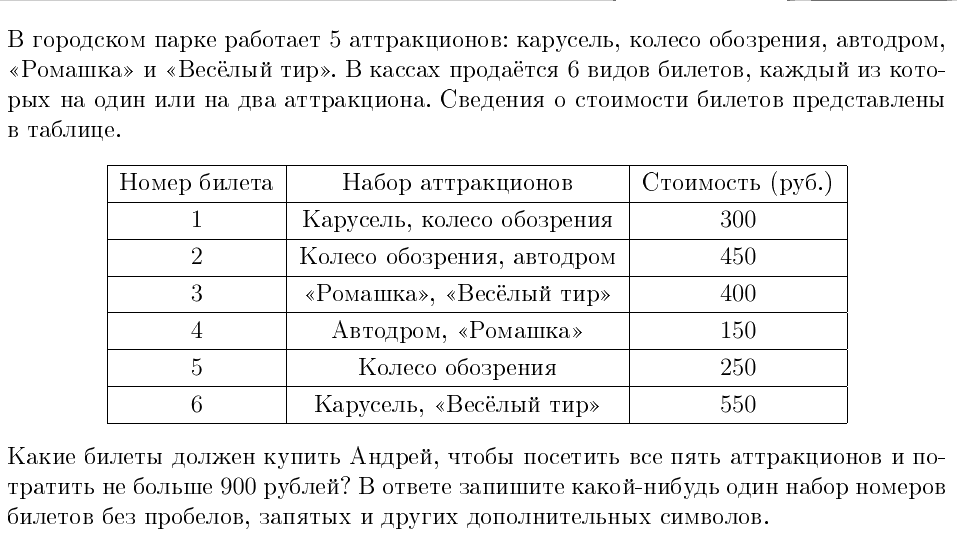 В городском парке работает 5 аттракционов: карусель, колесо обозрения, автодром,
«Ромашка» и «Весёлый тир». В кассах продаётся 6 видов билетов, каждый из кото-
рых на один или на два аттракциона. Сведения о стоимости билетов представлены
в таблице.
Номер билета Набор аттракционов Стоимость (руб.)
1 Карусель, колесо обозрения 300
2 Колесо обозрения, автодром 450
3 «Ромашка», «Весёлый тир» 400
4 Автодром, «Ромашка» 150
5 Колесо обозрения 250
6 Карусель, «Весёлый тир» 550
Какие билеты должен купить Андрей, чтобы посетить все пять аттракционов и по-
тратить не больше 900 рублей? В ответе запишите какой-нибудь один набор номеров
билетов без пробелов, запятых и других дополнительных символов.